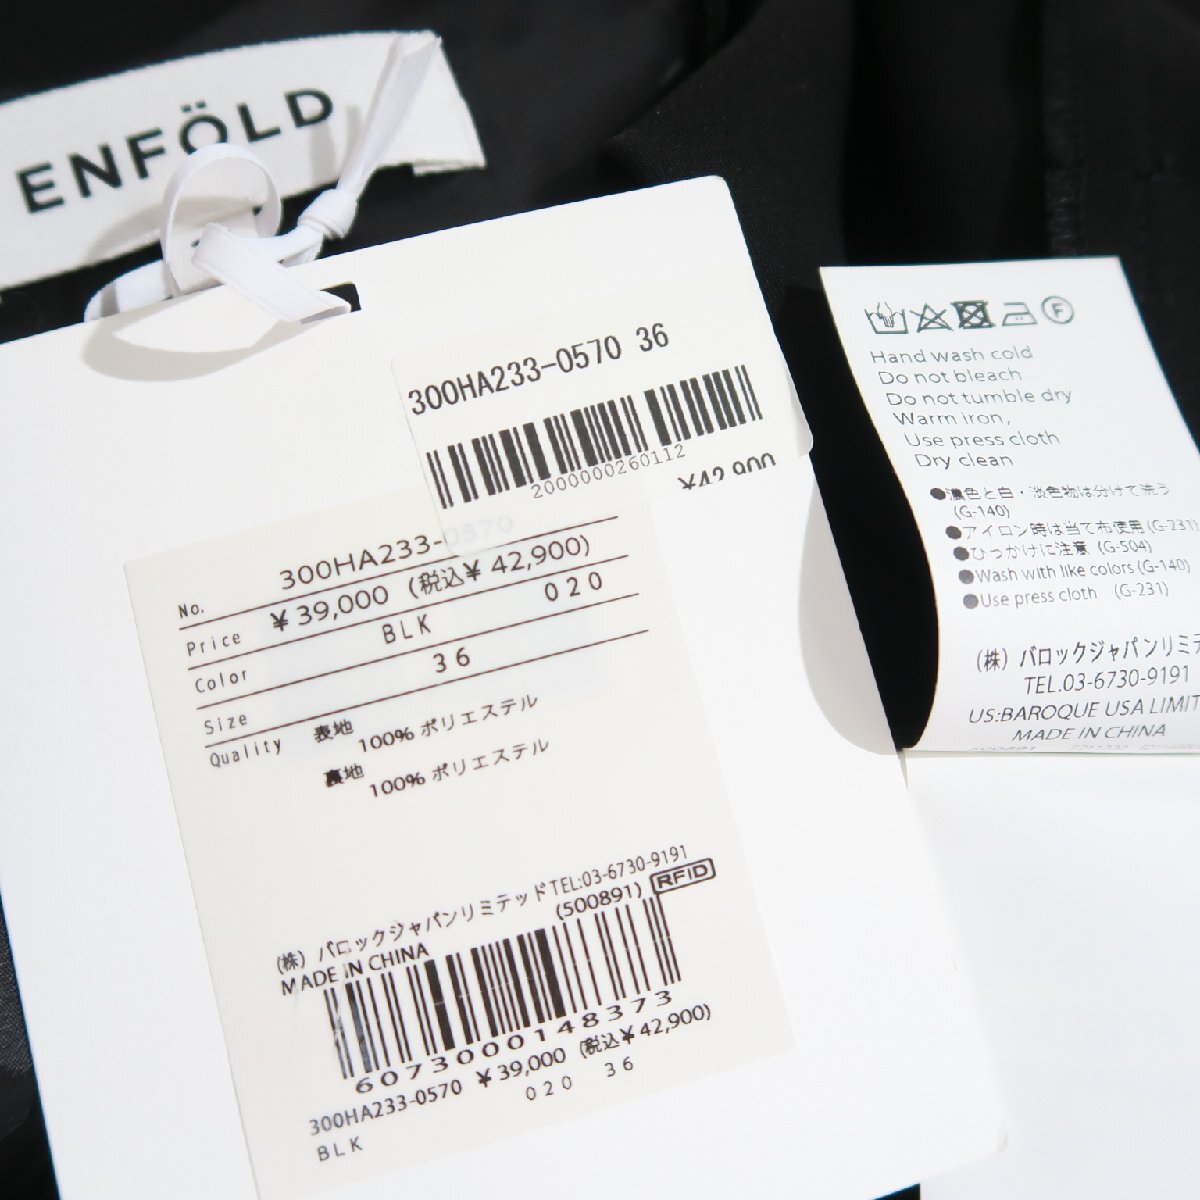 ENFÖLD
300HA233-0570 36
2000000260112
¥42,900
No. 300HA233-0570
Price ¥39,000 (税込¥42,900)
Color BLK 020
Size 36
Quality 表地 100% ポリエステル
裏地 100% ポリエステル
(株) バロックジャパンリミテッド TEL:03-6730-9191
(500891) RFID
MADE IN CHINA
6073000148373
300HA233-0570 ¥39,000 (税込¥42,900)
BLK 020 36
F
Hand wash cold
Do not bleach
Do not tumble dry
Warm iron,
Use press cloth
Dry clean
●濃色と白・淡色物は分けて洗う
(G-140)
●アイロン時は当て布使用 (G-231)
●ひっかけに注意 (G-504)
●Wash with like colors (G-140)
●Use press cloth (G-231)
(株) バロックジャパンリミテ
TEL.03-6730-9191
US:BAROQUE USA LIMIT
MADE IN CHINA